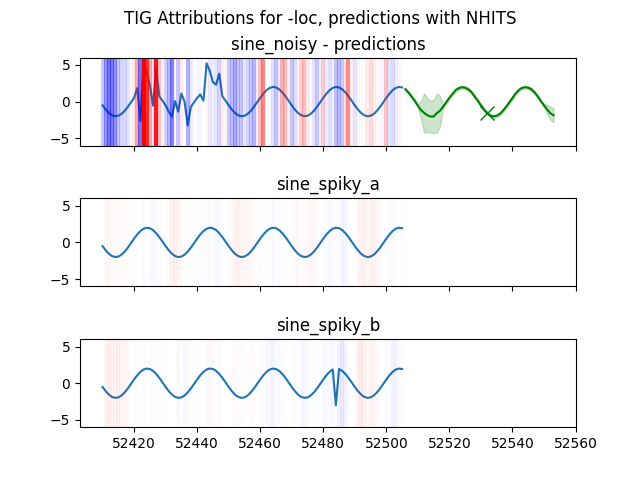 TIG Attributions for -loc, predictions with NHITS
sine_noisy - predictions
5
0
−5
sine_spiky_a
5
0
−5
sine_spiky_b
5
0
−5
52420 52440 52460 52480 52500 52520 52540 52560